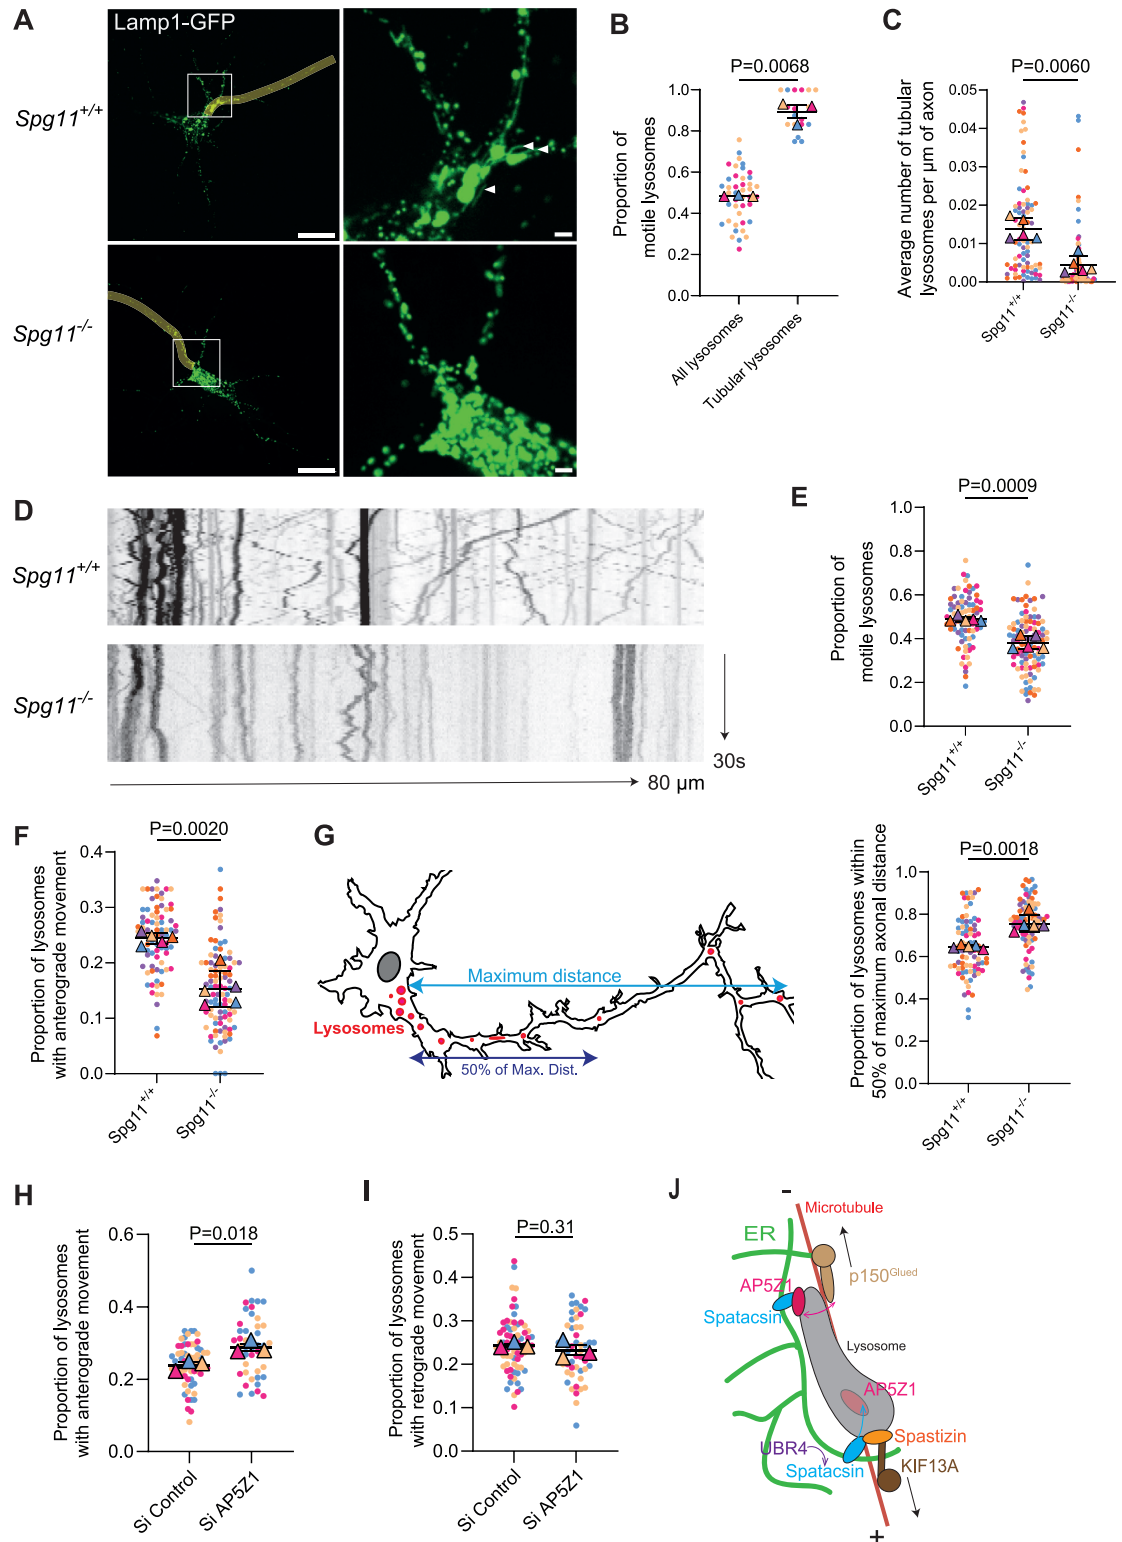 A
Lamp1-GFP
Spg11+/+
Spg11-/-
B
P=0.0068
Proportion of
motile lysosomes
1.0
0.8
0.6
0.4
0.2
0.0
All lysosomes
Tubular lysosomes
C
P=0.0060
Average number of tubular
lysosomes per µm of axon
0.05
0.04
0.03
0.02
0.01
0.00
Spg11+/+
Spg11-/-
D
Spg11+/+
Spg11-/-
30s
80 µm
E
P=0.0009
Proportion of
motile lysosomes
1.0
0.8
0.6
0.4
0.2
0.0
Spg11+/+
Spg11-/-
F
P=0.0020
Proportion of lysosomes
with anterograde movement
0.4
0.3
0.2
0.1
0.0
Spg11+/+
Spg11-/-
G
Maximum distance
Lysosomes
50% of Max. Dist.
P=0.0018
Proportion of lysosomes within
50% of maximum axonal distance
1.0
0.8
0.6
0.4
0.2
0.0
Spg11+/+
Spg11-/-
H
P=0.018
Proportion of lysosomes
with anterograde movement
0.6
0.4
0.2
0.0
Si Control
Si AP5Z1
I
P=0.31
Proportion of lysosomes
with retrograde movement
0.5
0.4
0.3
0.2
0.1
0.0
Si Control
Si AP5Z1
J
-
Microtubule
ER
p150Glued
AP5Z1
Spatacsin
Lysosome
AP5Z1
Spastizin
UBR4
Spatacsin
KIF13A
+